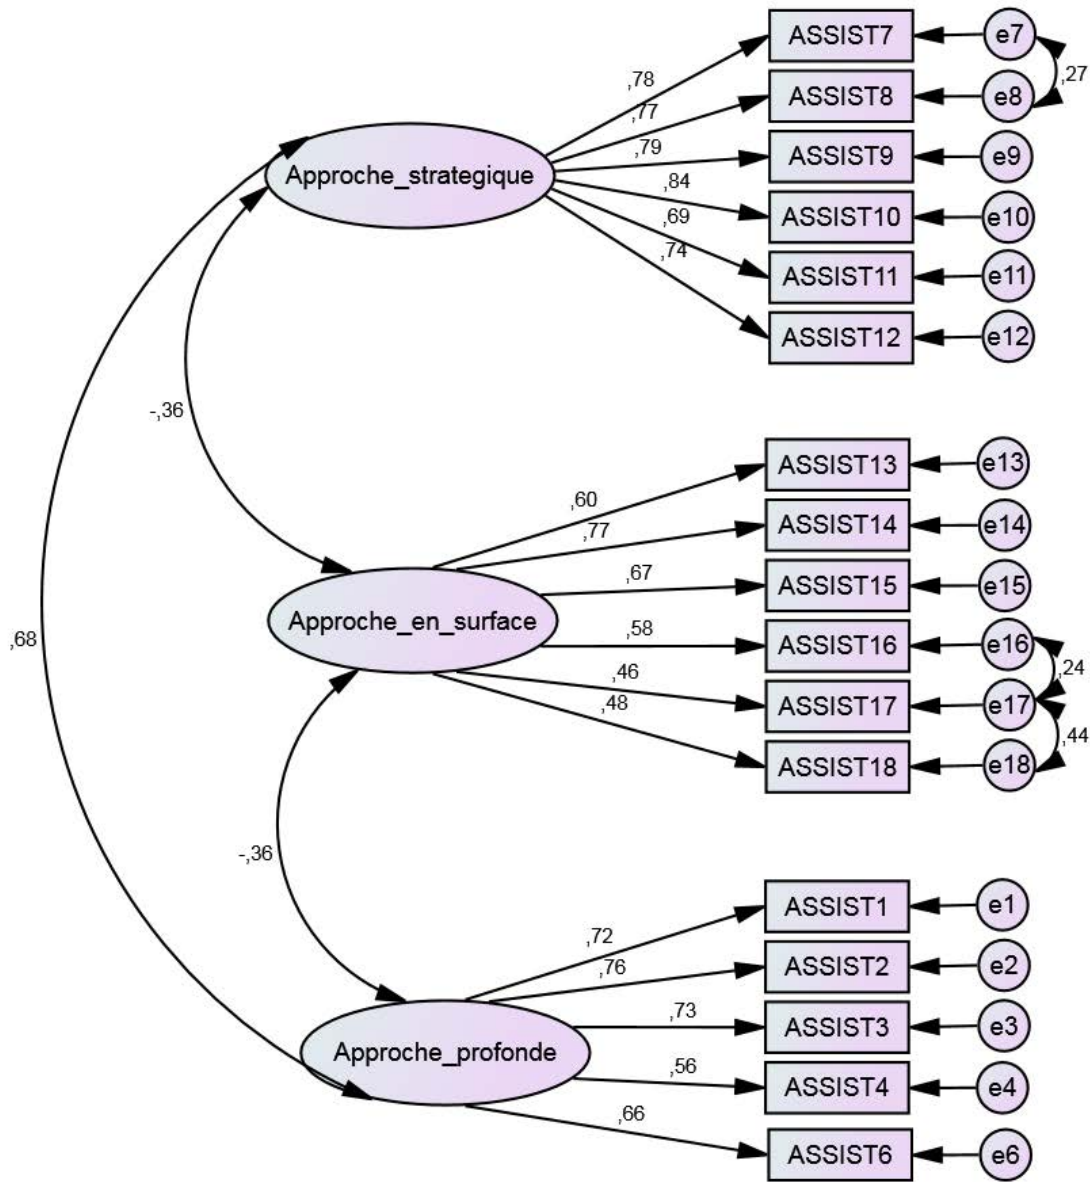 ASSIST7
e7
,27
,78
ASSIST8
e8
,77
ASSIST9
e9
,79
Approche_strategique
,84
ASSIST10
e10
,69
ASSIST11
e11
,74
ASSIST12
e12
-,36
ASSIST13
e13
,60
ASSIST14
e14
,77
ASSIST15
e15
,67
Approche_en_surface
,58
ASSIST16
e16
,24
,68
,46
ASSIST17
e17
,44
,48
ASSIST18
e18
-,36
ASSIST1
e1
,72
ASSIST2
e2
,76
ASSIST3
e3
,73
Approche_profonde
,56
ASSIST4
e4
,66
ASSIST6
e6